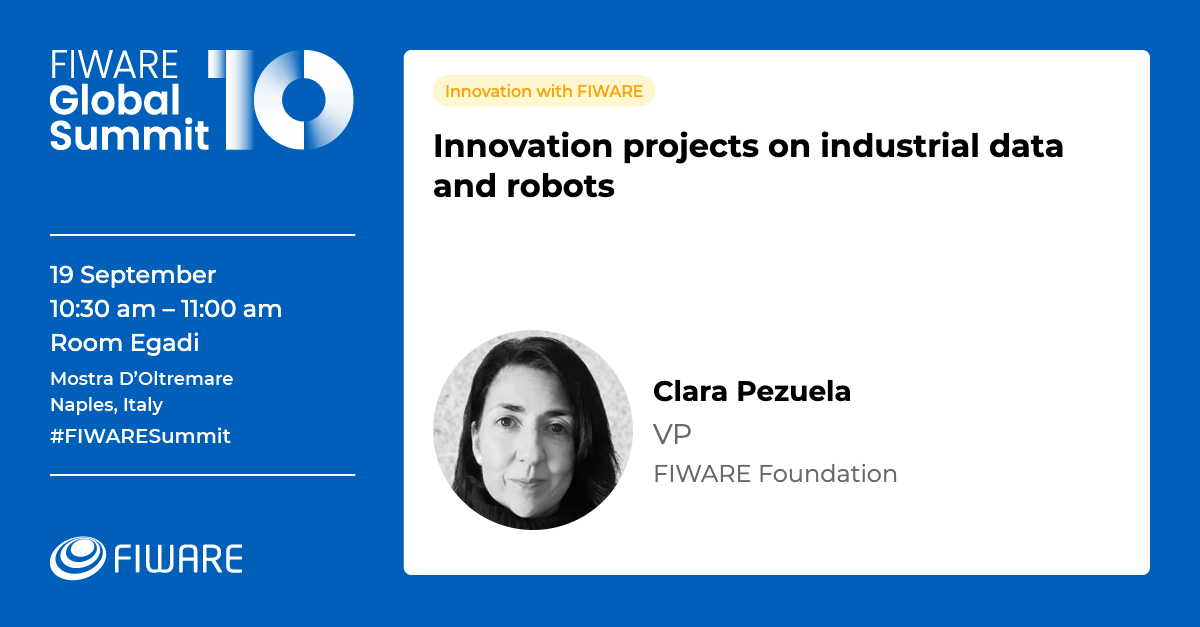 FIWARE
Global
Summit
10
19 September
10:30 am – 11:00 am
Room Egadi
Mostra D’Oltremare
Naples, Italy
#FIWARESummit
FIWARE
Innovation with FIWARE
Innovation projects on industrial data
and robots
Clara Pezuela
VP
FIWARE Foundation